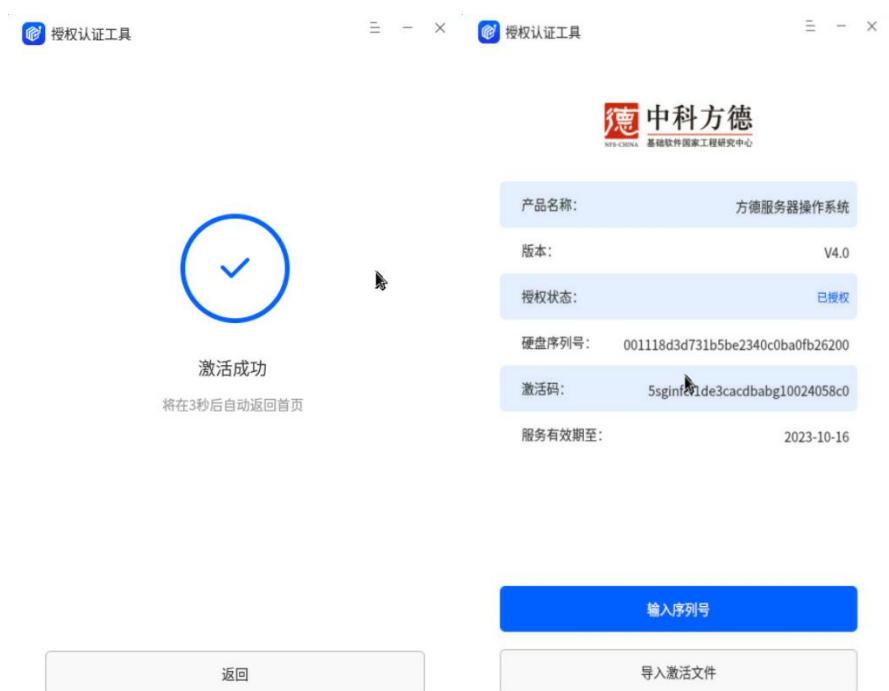 授权认证工具
激活成功
将在3秒后自动返回首页
返回
授权认证工具
德 中科方德
NFS-CHINA 基础软件国家工程研究中心
产品名称： 方德服务器操作系统
版本： V4.0
授权状态： 已授权
硬盘序列号： 001118d3d731b5be2340c0ba0fb26200
激活码：
服务有效期至： 2023-10-16
输入序列号
导入激活文件